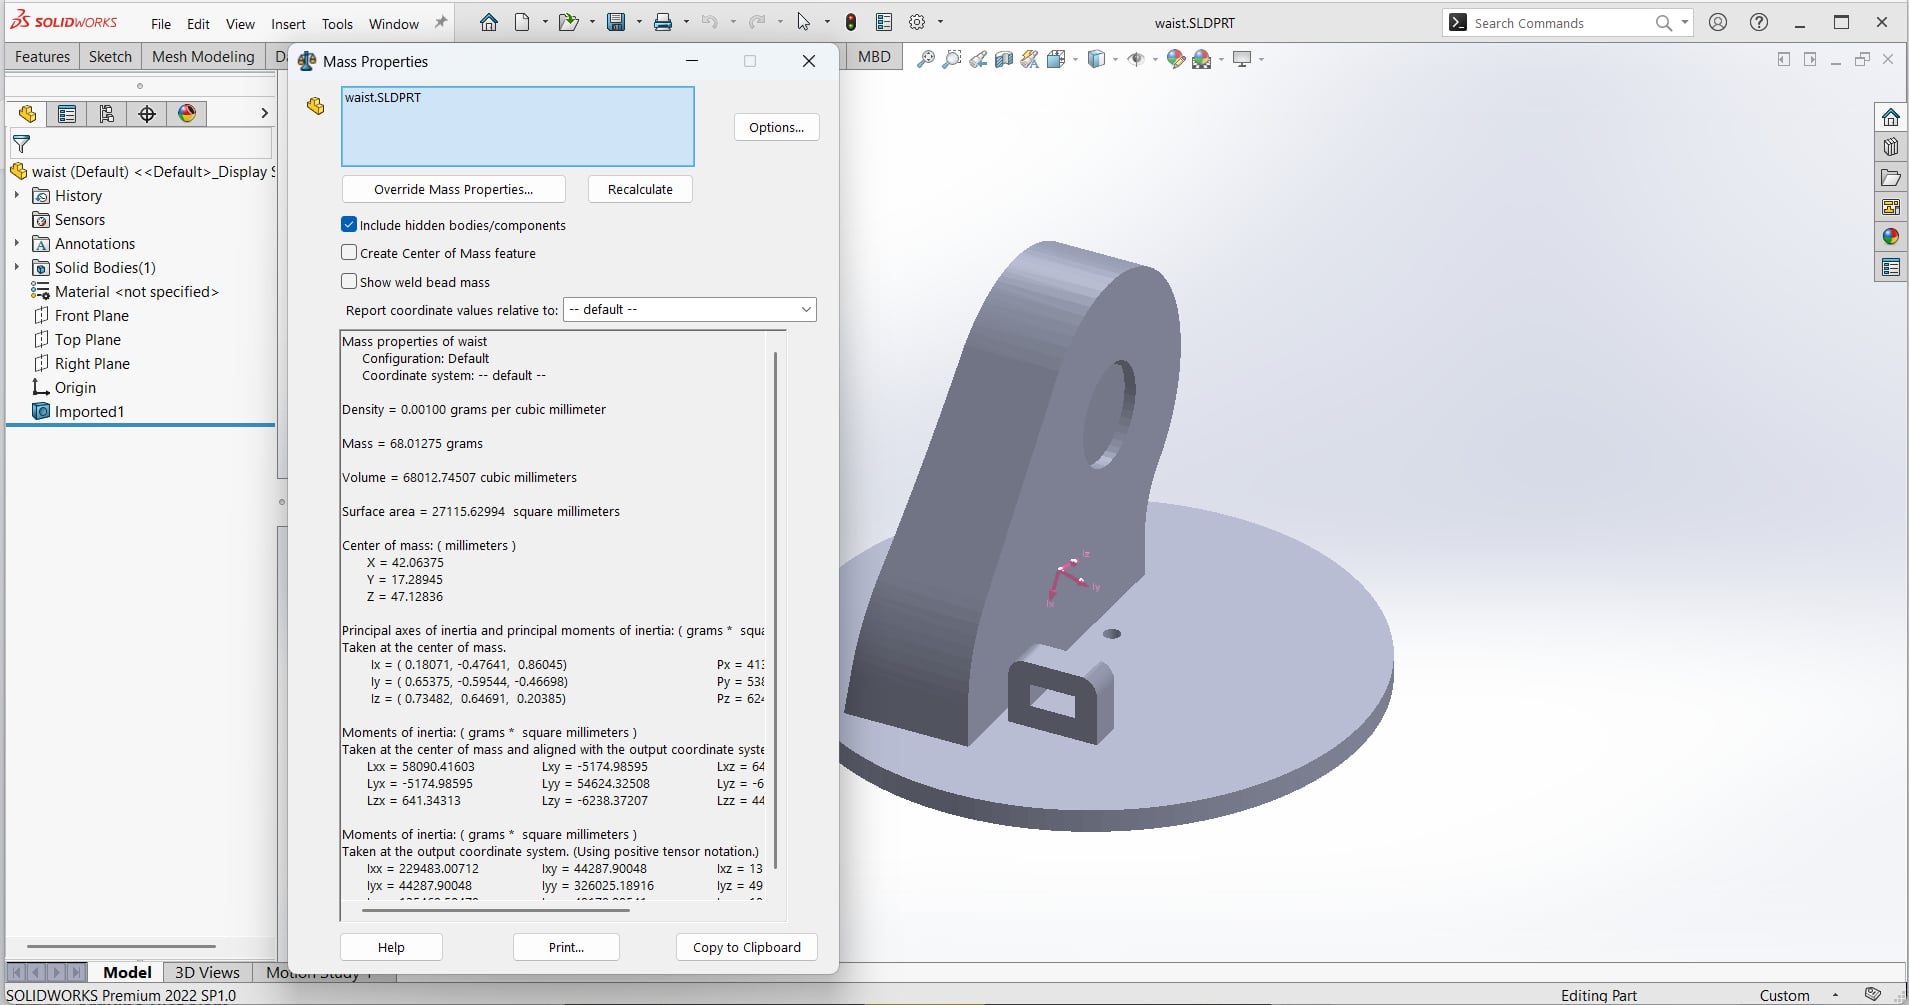 SOLIDWORKS File Edit View Insert Tools Window waist.SLDPRT Search Commands
Features Sketch Mesh Modeling MBD
Mass Properties
waist.SLDPRT
Options...
Override Mass Properties... Recalculate
Include hidden bodies/components
Create Center of Mass feature
Show weld bead mass
Report coordinate values relative to: -- default --
waist (Default) <<Default>_Display S
History
Sensors
Annotations
Solid Bodies(1)
Material <not specified>
Front Plane
Top Plane
Right Plane
Origin
Imported1
Mass properties of waist
Configuration: Default
Coordinate system: -- default --
Density = 0.00100 grams per cubic millimeter
Mass = 68.01275 grams
Volume = 68012.74507 cubic millimeters
Surface area = 27115.62994 square millimeters
Center of mass: ( millimeters )
X = 42.06375
Y = 17.28945
Z = 47.12836
Principal axes of inertia and principal moments of inertia: ( grams * squa
Taken at the center of mass.
Ix = ( 0.18071, -0.47641, 0.86045) Px = 413
Iy = ( 0.65375, -0.59544, -0.46698) Py = 538
Iz = ( 0.73482, 0.64691, 0.20385) Pz = 624
Moments of inertia: ( grams * square millimeters )
Taken at the center of mass and aligned with the output coordinate syste
Lxx = 58090.41603 Lxy = -5174.98595 Lxz = 64
Lyx = -5174.98595 Lyy = 54624.32508 Lyz = -6
Lzx = 641.34313 Lzy = -6238.37207 Lzz = 44
Moments of inertia: ( grams * square millimeters )
Taken at the output coordinate system. (Using positive tensor notation.)
Ixx = 229483.00712 Ixy = 44287.90048 Ixz = 13
Iyx = 44287.90048 Iyy = 326025.18916 Iyz = 49
Help Print... Copy to Clipboard
Iz
Iy
Ix
Model 3D Views Motion Study 1
SOLIDWORKS Premium 2022 SP1.0 Editing Part Custom